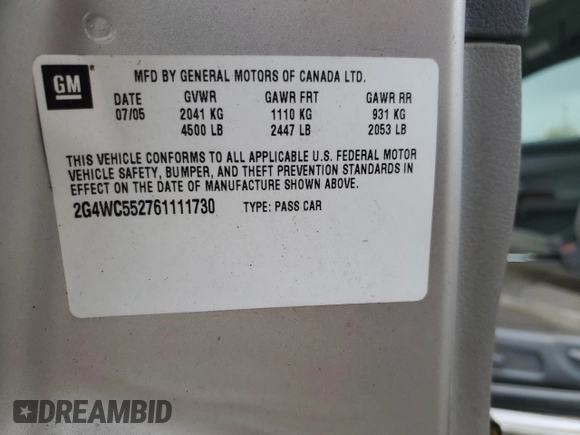 GM
MFD BY GENERAL MOTORS OF CANADA LTD.
DATE GVWR GAWR FRT GAWR RR
07/05 2041 KG 1110 KG 931 KG
4500 LB 2447 LB 2053 LB
THIS VEHICLE CONFORMS TO ALL APPLICABLE U.S. FEDERAL MOTOR
VEHICLE SAFETY, BUMPER, AND THEFT PREVENTION STANDARDS IN
EFFECT ON THE DATE OF MANUFACTURE SHOWN ABOVE.
2G4WC552761111730 TYPE: PASS CAR
DREAMBID